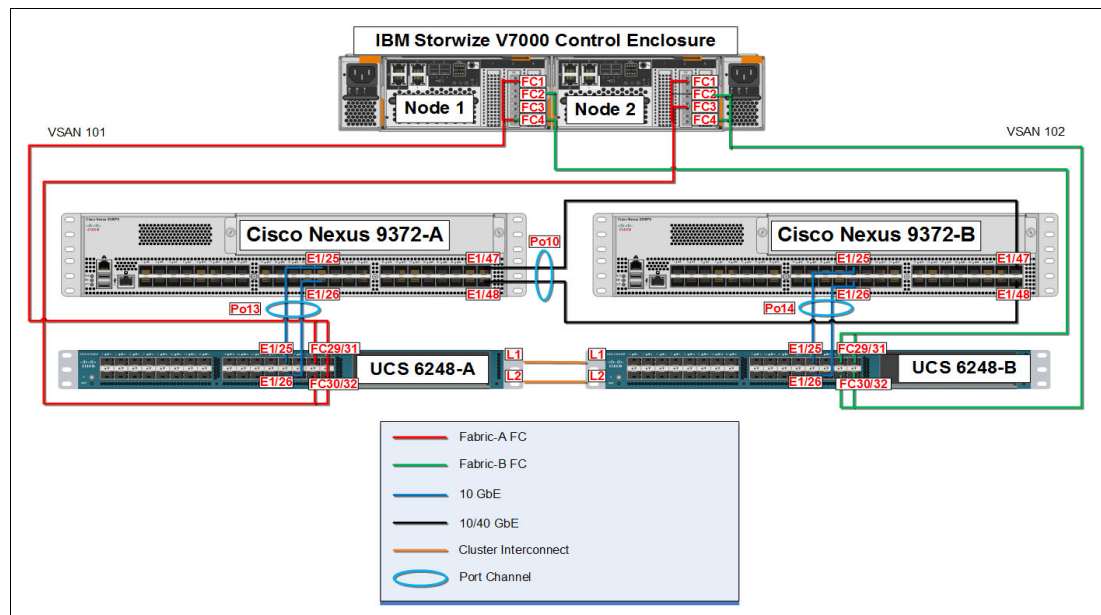 IBM Storwize V7000 Control Enclosure
Node 1
FC1
FC2
FC3
FC4
Node 2
FC1
FC2
FC3
FC4
VSAN 101
VSAN 102
Cisco Nexus 9372-A
E1/25
E1/47
E1/26
E1/48
Po10
Cisco Nexus 9372-B
E1/25
E1/47
E1/26
E1/48
Po13
Po14
E1/25
FC29/31
E1/26
FC30/32
UCS 6248-A
L1
L2
L1
L2
E1/25
FC29/31
E1/26
FC30/32
UCS 6248-B
Fabric-A FC
Fabric-B FC
10 GbE
10/40 GbE
Cluster Interconnect
Port Channel